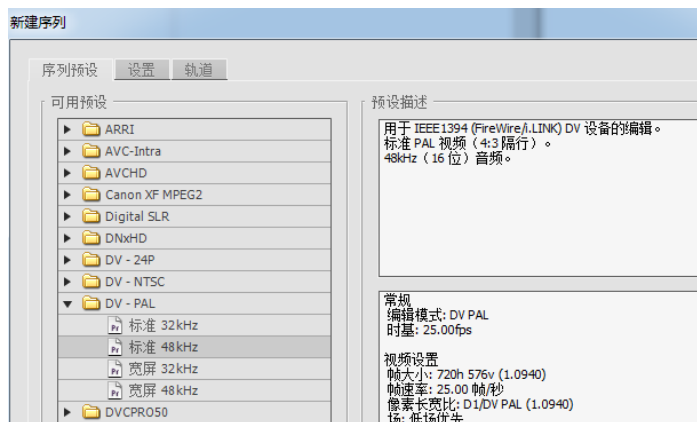 新建序列
序列预设 设置 轨道
可用预设
ARRI
AVC-Intra
AVCHD
Canon XF MPEG2
Digital SLR
DNxHD
DV - 24P
DV - NTSC
DV - PAL
标准 32kHz
标准 48kHz
宽屏 32kHz
宽屏 48kHz
DVCPRO50
预设描述
用于 IEEE1394 (FireWire/i.LINK) DV 设备的编辑。
标准 PAL 视频（4:3 隔行）。
48kHz（16 位）音频。
常规
编辑模式: DV PAL
时基: 25.00fps
视频设置
帧大小: 720h 576v (1.0940)
帧速率: 25.00 帧/秒
像素长宽比: D1/DV PAL (1.0940)
场: 低场优先